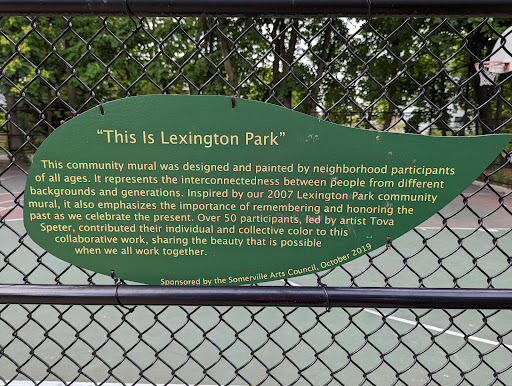 “This Is Lexington Park”
This community mural was designed and painted by neighborhood participants
of all ages. It represents the interconnectedness between people from different
backgrounds and generations. Inspired by our 2007 Lexington Park community
mural, it also emphasizes the importance of remembering and honoring the
past as we celebrate the present. Over 50 participants, led by artist Tova
Speter, contributed their individual and collective color to this
collaborative work, sharing the beauty that is possible
when we all work together.
Sponsored by the Somerville Arts Council, October 2019